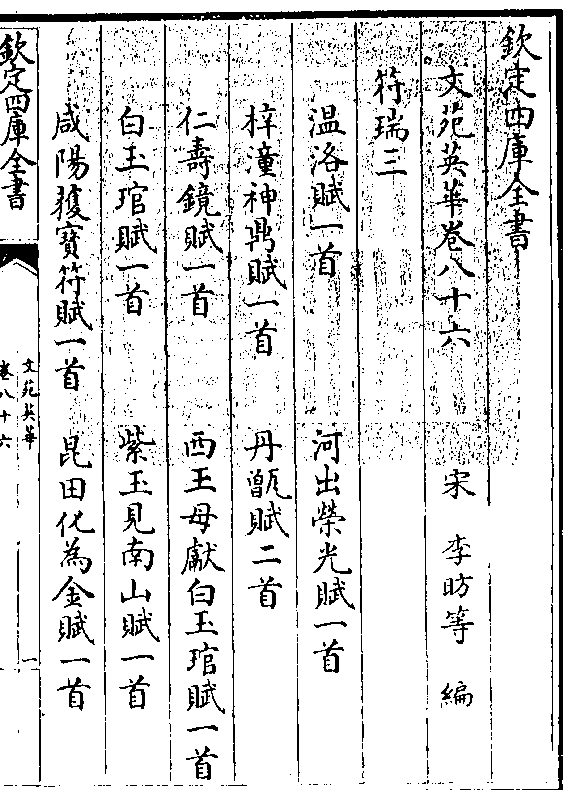 欽定四庫全書
文苑英華卷八十六
宋 李昉等 編
符瑞三
温洛賦一首 河出榮光賦一首
梓潼神鼎賦一首 丹甑賦二首
仁壽鏡賦一首 西王母獻白玉琯賦一首
白玉琯賦一首 紫玉見南山賦一首
咸陽獲寳符賦一首 昆田化為金賦一首
欽定四庫全書
文苑英華
卷八十六
一